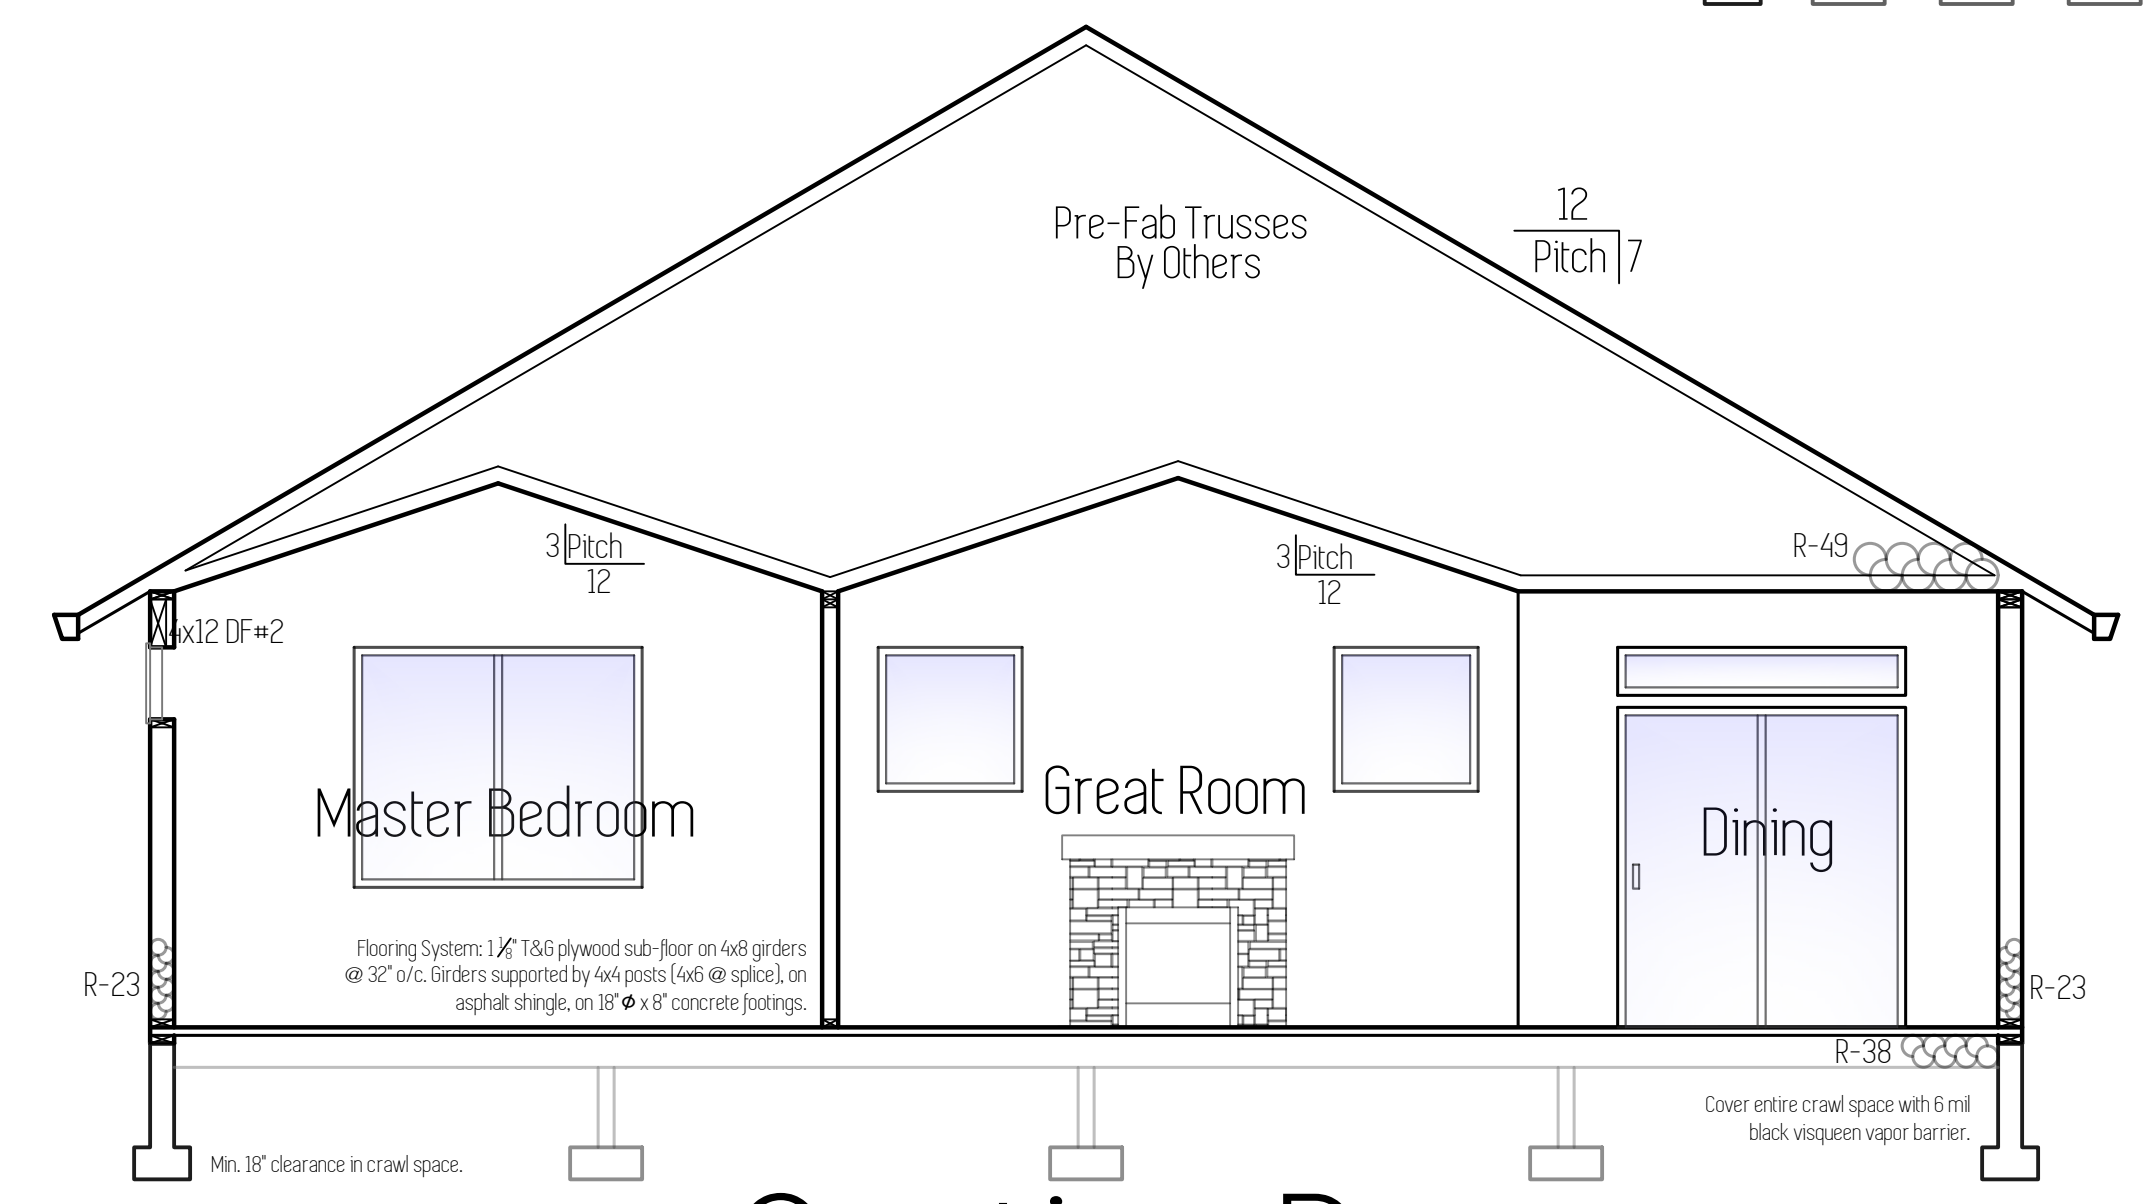 12
Pitch 7
Pre-Fab Trusses
By Others
3 Pitch
12
3 Pitch
12
R-49
4x12 DF#2
Master Bedroom
Great Room
Dining
Flooring System: 1 1/8" T&G plywood sub-floor on 4x8 girders
@ 32" o/c. Girders supported by 4x4 posts (4x6 @ splice), on
asphalt shingle, on 18" Ø x 8" concrete footings.
R-23
R-23
R-38
Cover entire crawl space with 6 mil
black visqueen vapor barrier.
Min. 18" clearance in crawl space.